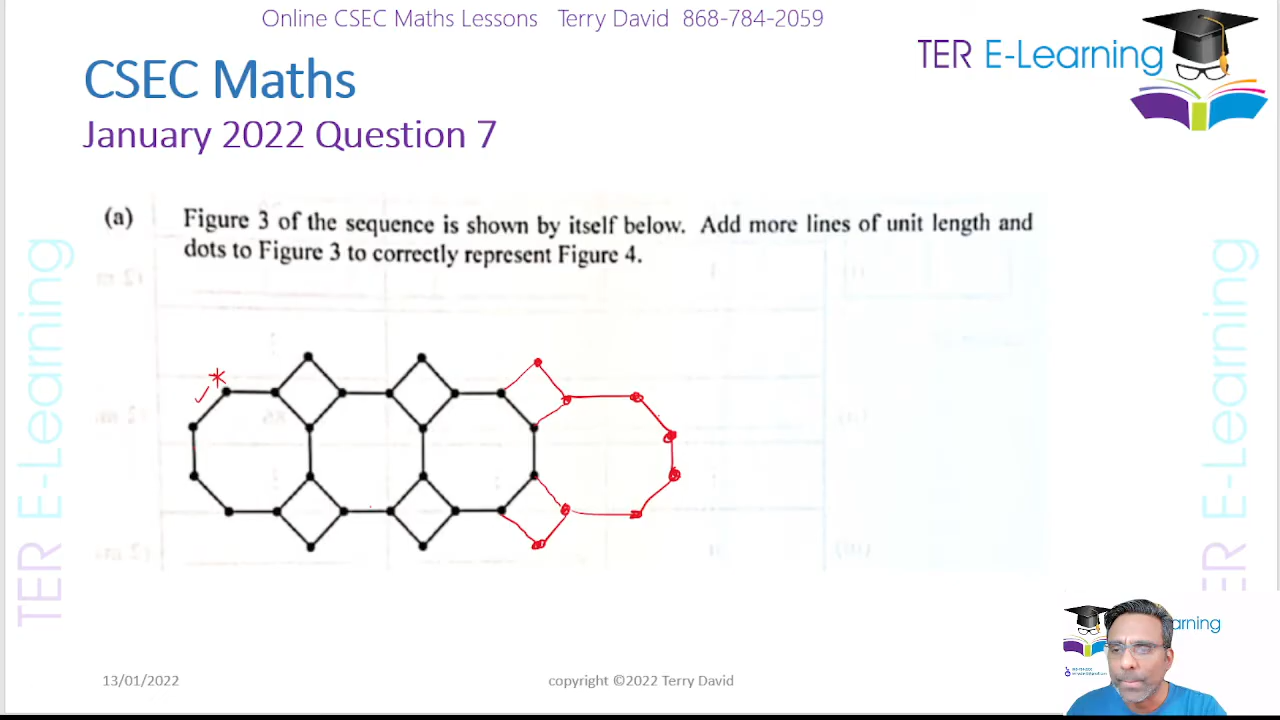 Online CSEC Maths Lessons Terry David 868-784-2059
TER E-Learning
CSEC Maths
January 2022 Question 7
(a) Figure 3 of the sequence is shown by itself below. Add more lines of unit length and
dots to Figure 3 to correctly represent Figure 4.
TER E-Learning
TER E-Learning
arning
13/01/2022
copyright ©2022 Terry David